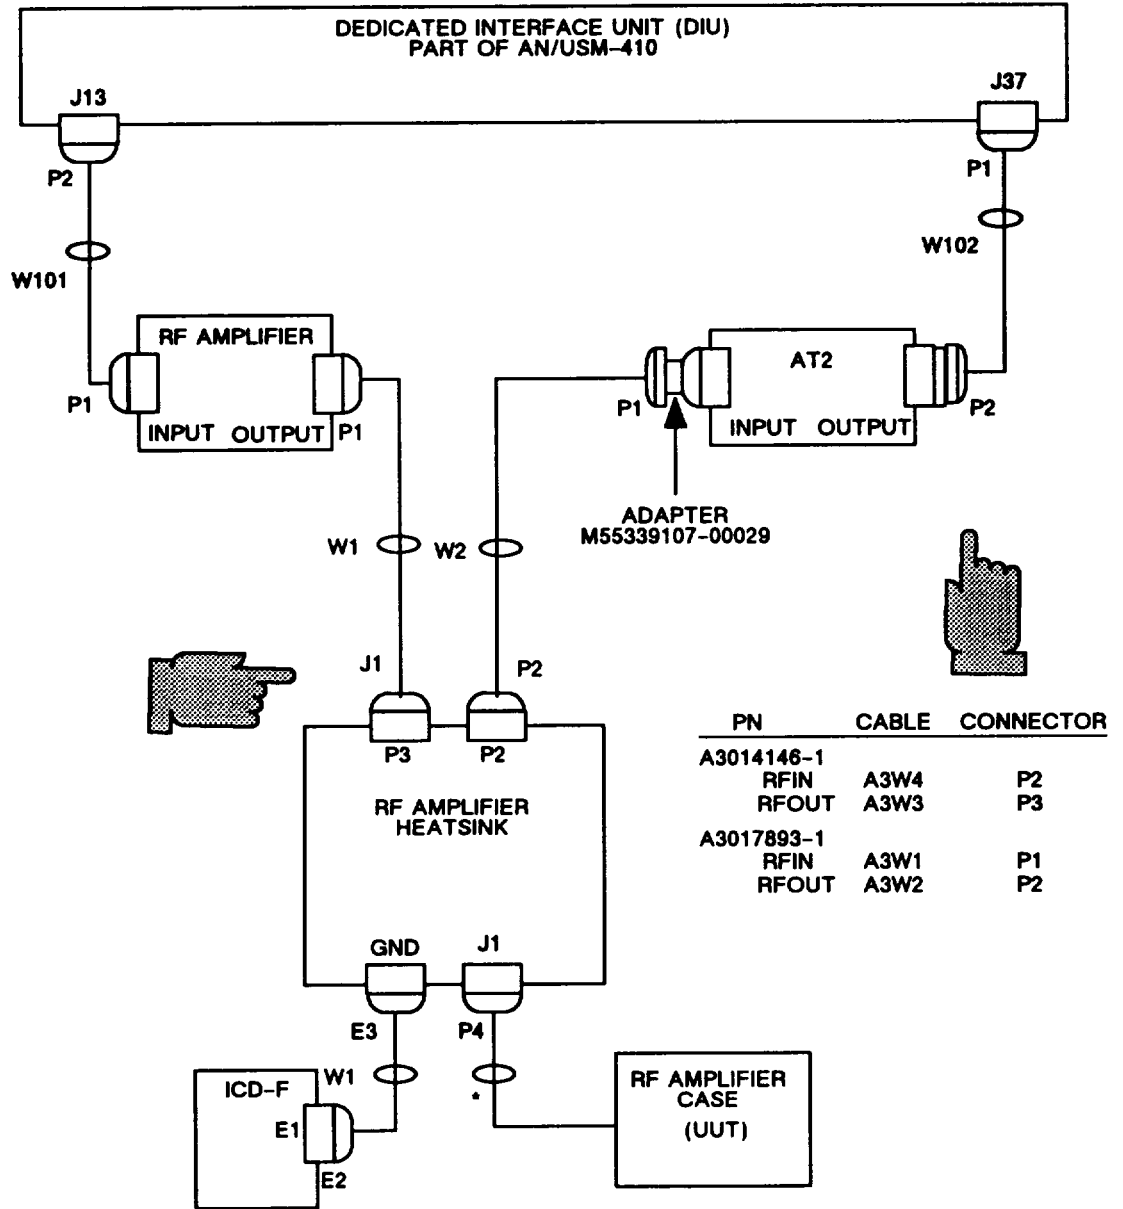 DEDICATED INTERFACE UNIT (DIU)
PART OF AN/USM-410
J13
J37
P2
P1
W101
W102
RF AMPLIFIER
AT2
P1
INPUT OUTPUT
P1
P1
INPUT OUTPUT
P2
ADAPTER
M55339107-00029
W1
W2
J1
P2
P3
P2
RF AMPLIFIER
HEATSINK
PN CABLE CONNECTOR
A3014146-1
RFIN A3W4 P2
RFOUT A3W3 P3
A3017893-1
RFIN A3W1 P1
RFOUT A3W2 P2
GND
J1
E3
P4
W1
*
ICD-F
E1
E2
RF AMPLIFIER
CASE
(UUT)